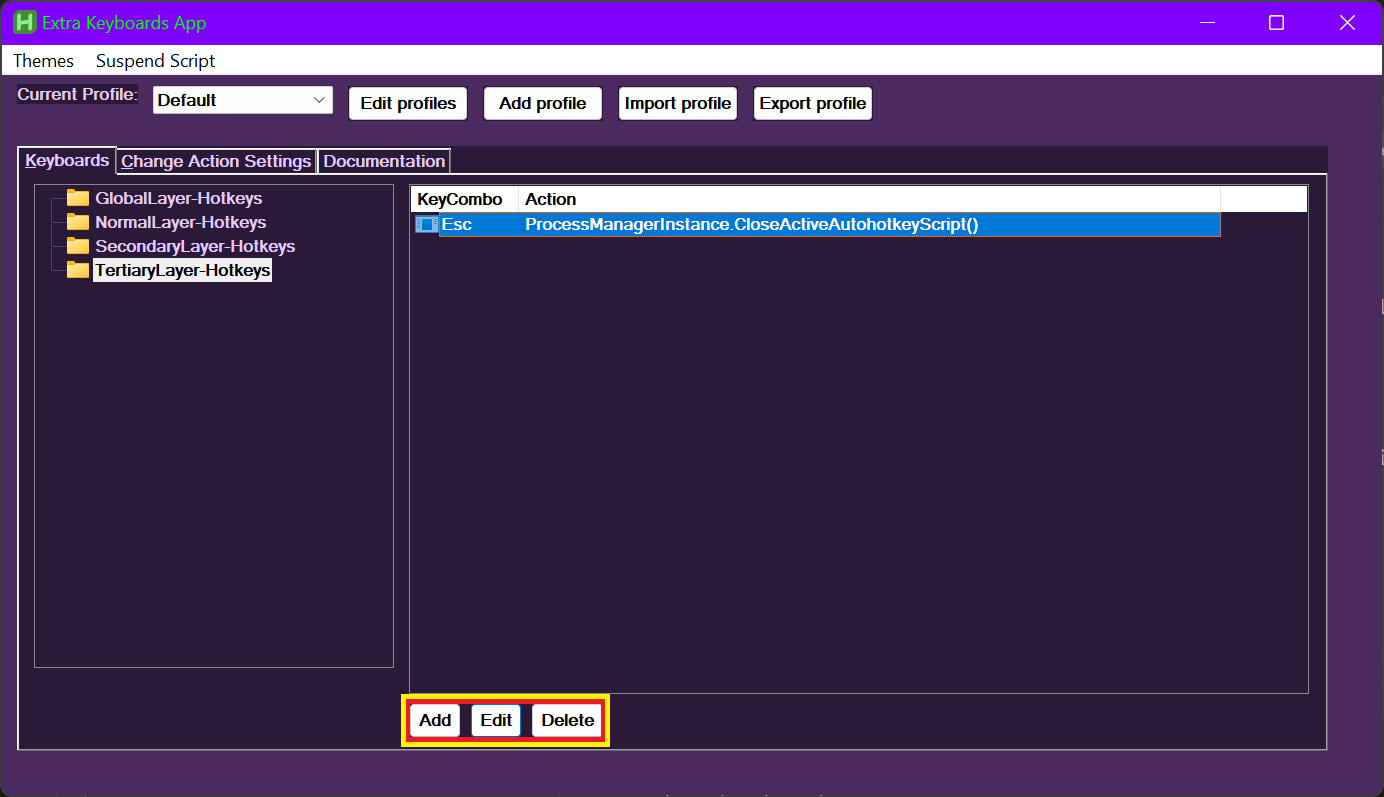 Extra Keyboards App
Themes Suspend Script
Current Profile: Default Edit profiles Add profile Import profile Export profile
Keyboards Change Action Settings Documentation
GlobalLayer-Hotkeys
NormalLayer-Hotkeys
SecondaryLayer-Hotkeys
TertiaryLayer-Hotkeys
KeyCombo Action
Esc ProcessManagerInstance.CloseActiveAutohotkeyScript()
Add Edit Delete